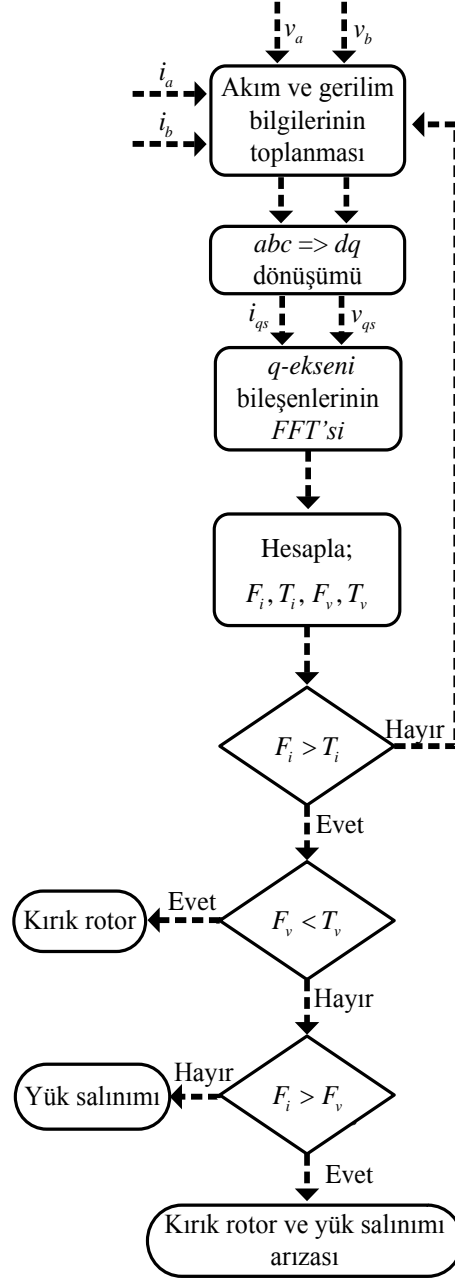 v_a v_b
i_a
i_b
Akım ve gerilim
bilgilerinin
toplanması
abc => dq
dönüşümü
i_qs v_qs
q-ekseni
bileşenlerinin
FFT'si
Hesapla;
F_i, T_i, F_v, T_v
F_i > T_i
Hayır
Evet
F_v < T_v
Evet
Kırık rotor
Hayır
F_i > F_v
Hayır
Yük salınımı
Evet
Kırık rotor ve yük salınımı
arızası